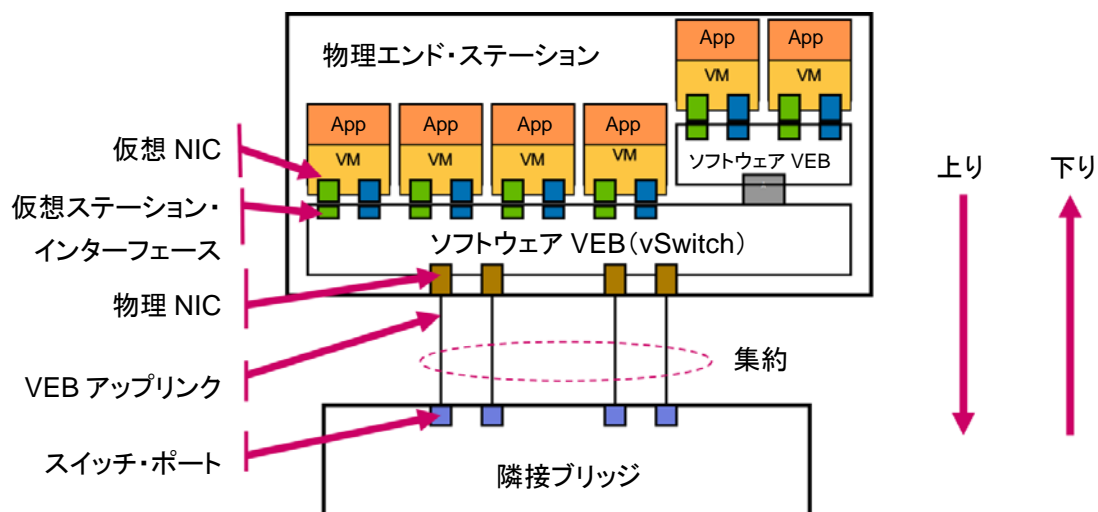 物理エンド・ステーション
App
App
VM
VM
ソフトウェア VEB
App
App
App
App
VM
VM
VM
VM
ソフトウェア VEB（vSwitch）
仮想 NIC
仮想ステーション・
インターフェース
物理 NIC
VEB アップリンク
スイッチ・ポート
集約
隣接ブリッジ
上り
下り